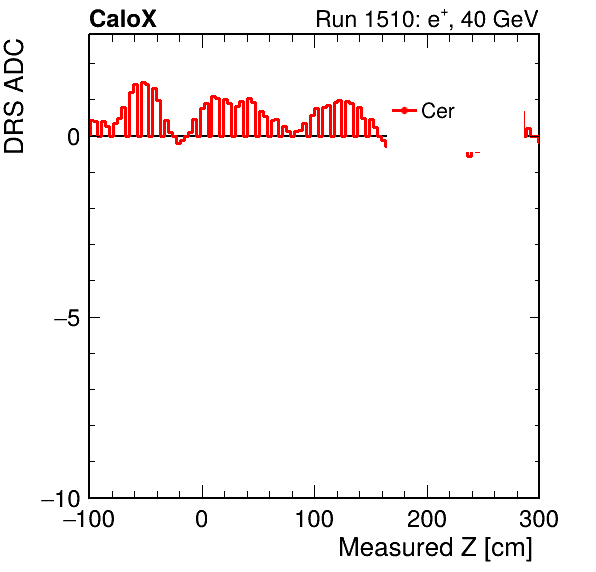 CaloX Run 1510: e⁺, 40 GeV
DRS ADC
Cer
0
−5
−10
−100 0 100 200 300
Measured Z [cm]